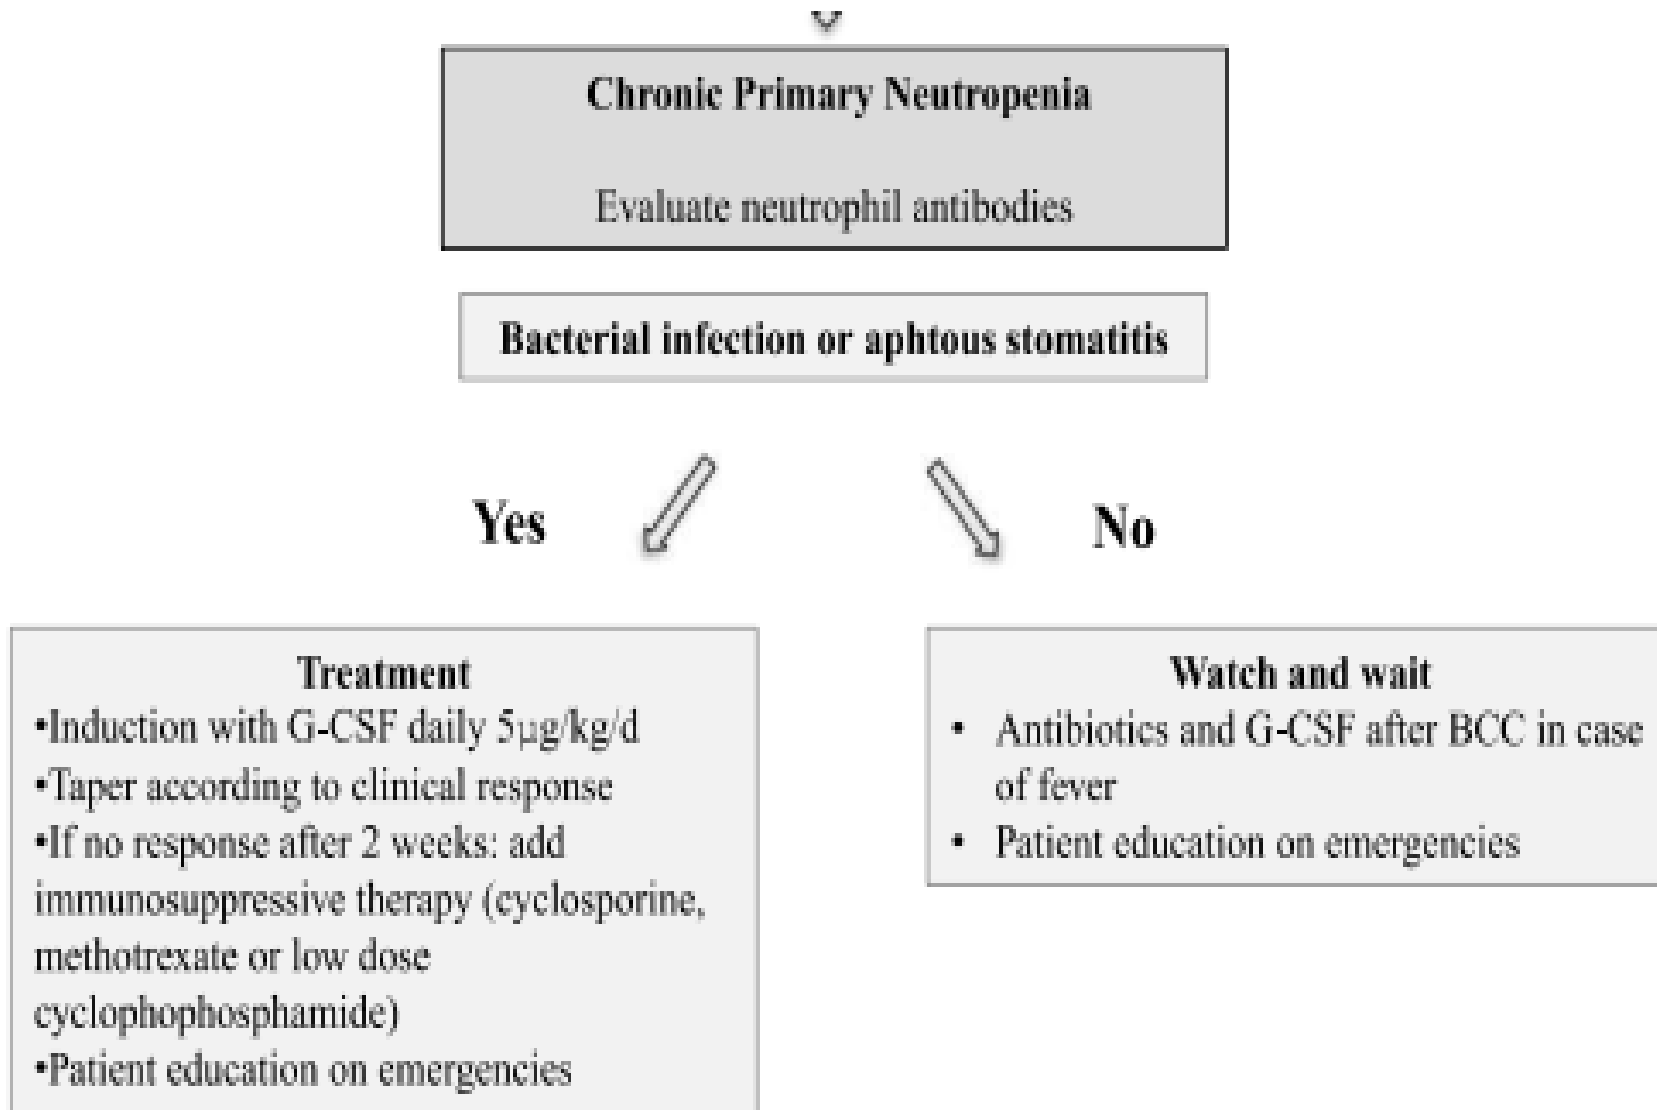 Chronic Primary Neutropenia
Evaluate neutrophil antibodies
Bacterial infection or aphtous stomatitis
Yes
No
Treatment
•Induction with G-CSF daily 5µg/kg/d
•Taper according to clinical response
•If no response after 2 weeks: add
immunosuppressive therapy (cyclosporine,
methotrexate or low dose
cyclophophosphamide)
•Patient education on emergencies
Watch and wait
• Antibiotics and G-CSF after BCC in case
of fever
• Patient education on emergencies